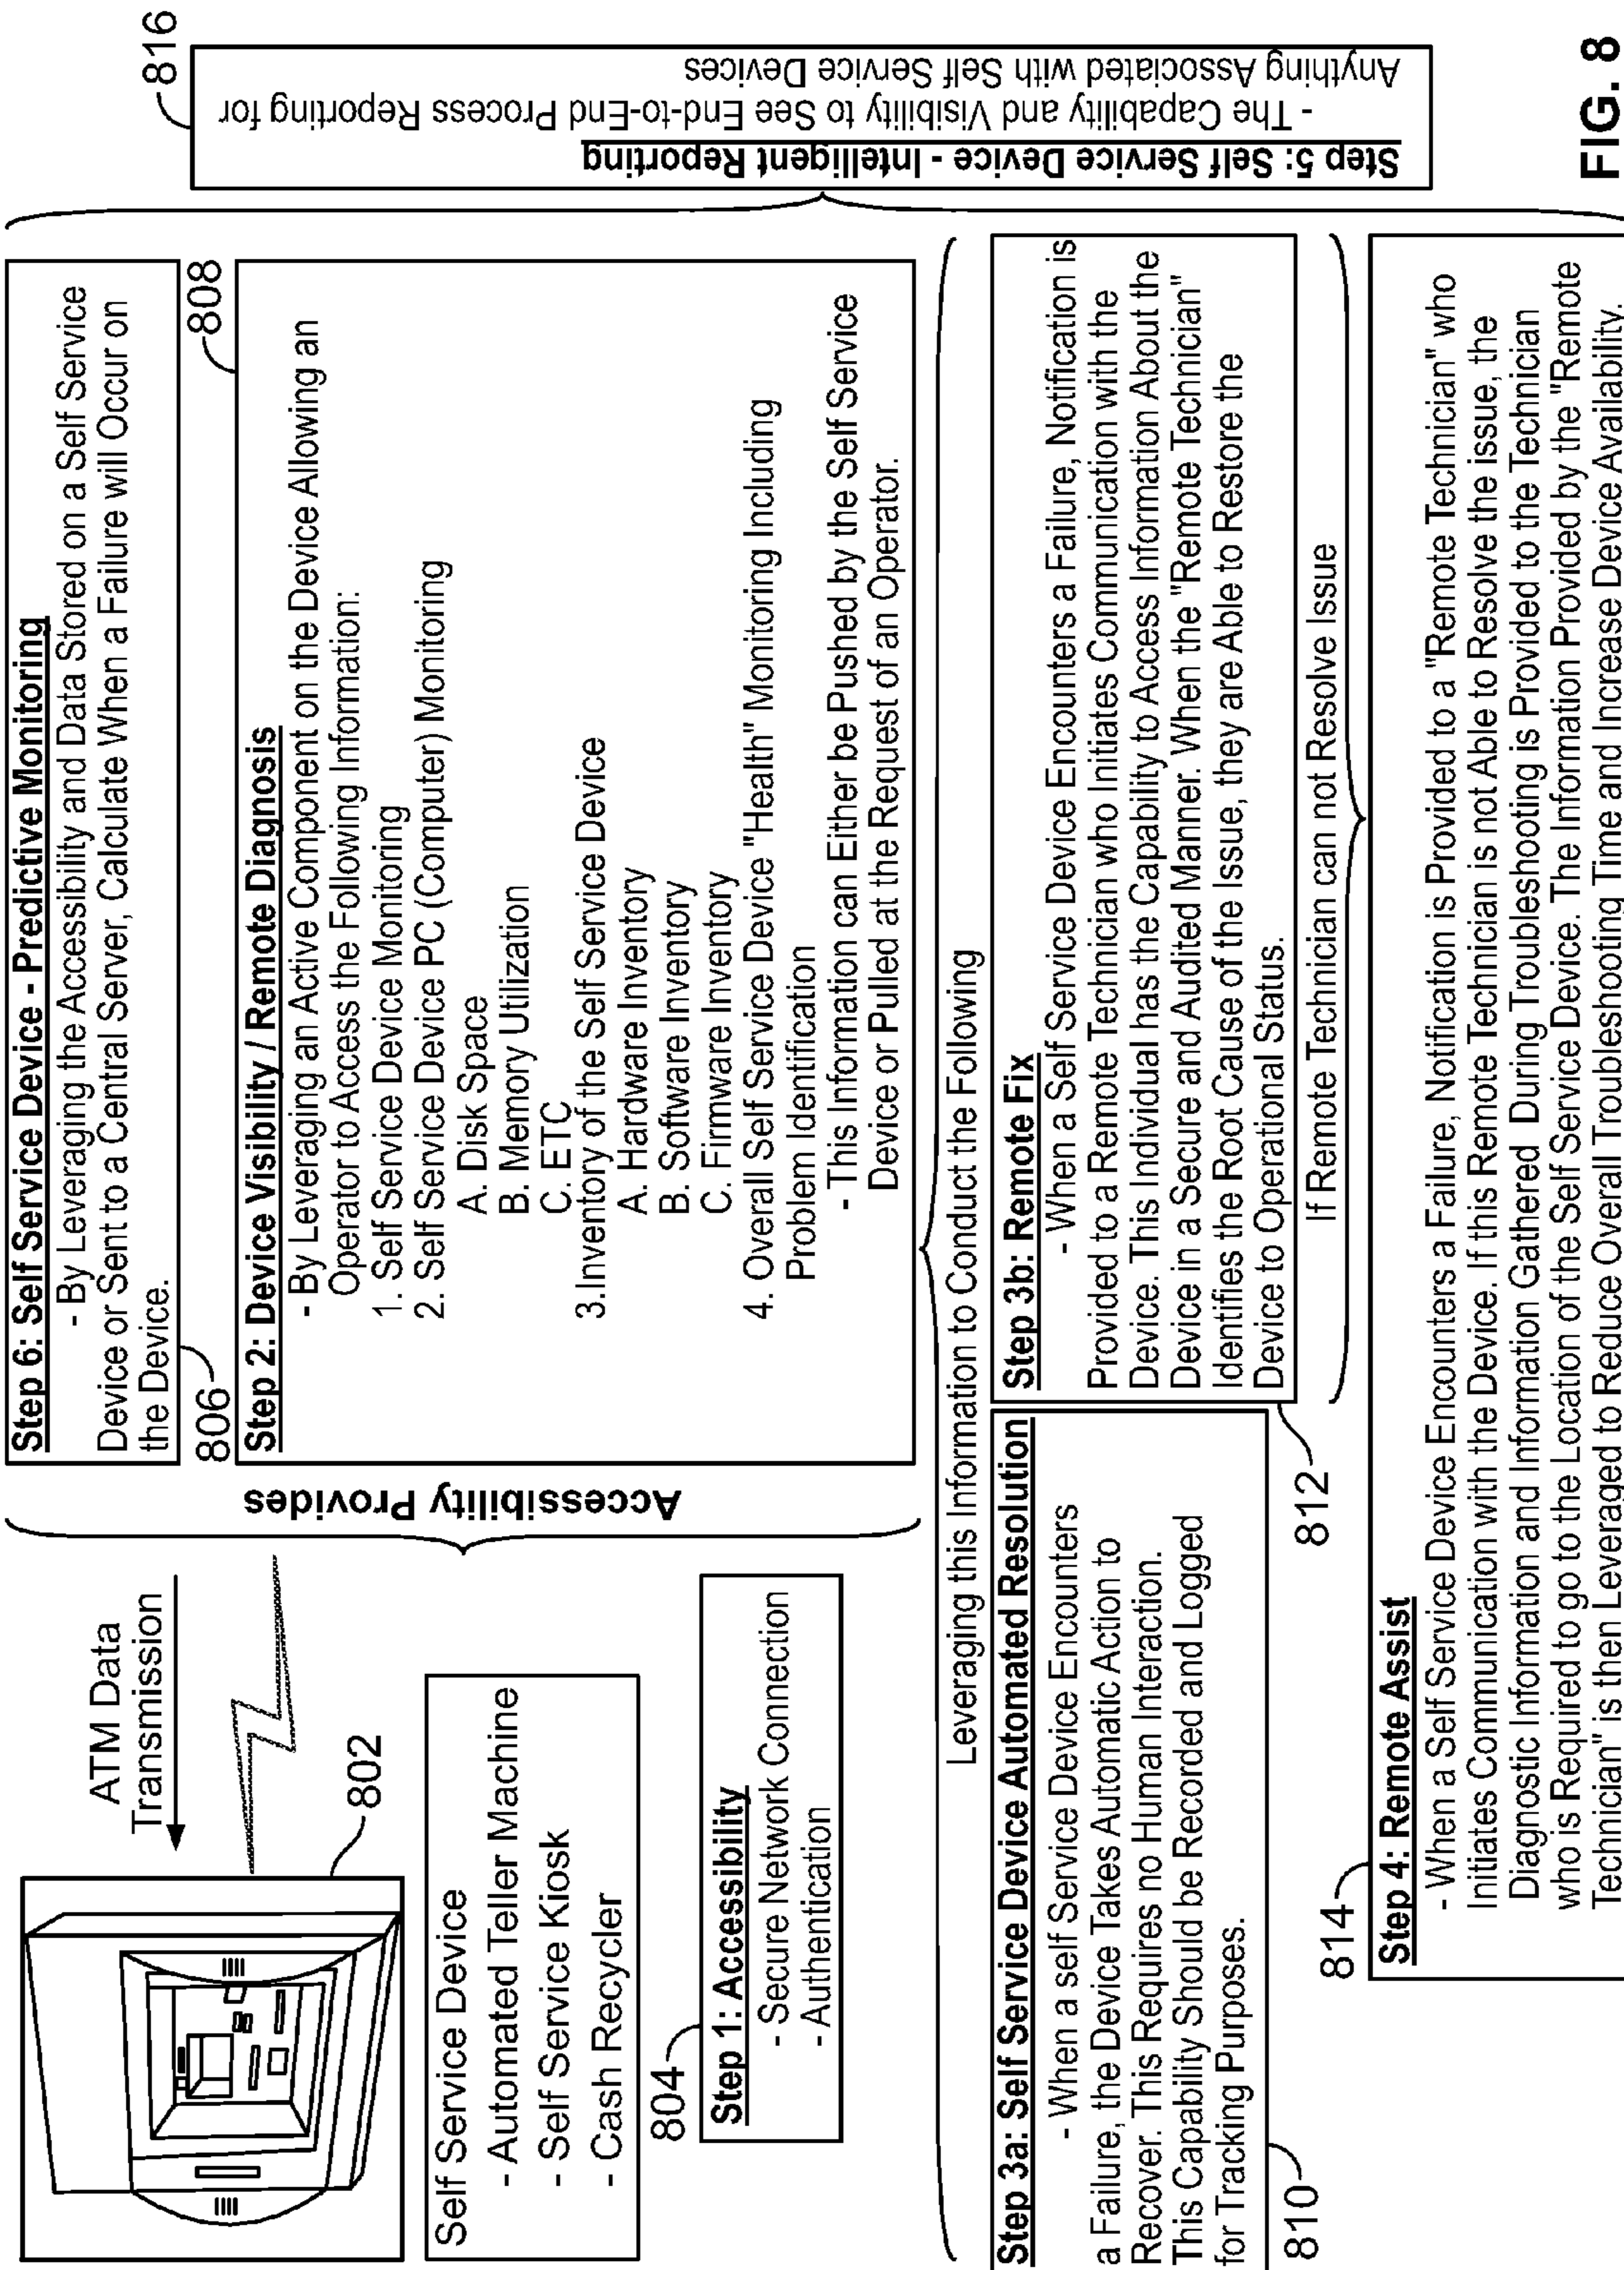 ATM Data
Transmission
802
Self Service Device
- Automated Teller Machine
- Self Service Kiosk
- Cash Recycler
804
Step 1: Accessibility
- Secure Network Connection
- Authentication
Accessibility Provides
Step 6: Self Service Device - Predictive Monitoring
- By Leveraging the Accessibility and Data Stored on a Self Service
Device or Sent to a Central Server, Calculate When a Failure will Occur on
the Device.
806
808
Step 2: Device Visibility / Remote Diagnosis
- By Leveraging an Active Component on the Device Allowing an
Operator to Access the Following Information:
1. Self Service Device Monitoring
2. Self Service Device PC (Computer) Monitoring
A. Disk Space
B. Memory Utilization
C. ETC
3.Inventory of the Self Service Device
A. Hardware Inventory
B. Software Inventory
C. Firmware Inventory
4. Overall Self Service Device "Health" Monitoring Including
Problem Identification
- This Information can Either be Pushed by the Self Service
Device or Pulled at the Request of an Operator.
Leveraging this Information to Conduct the Following
Step 3a: Self Service Device Automated Resolution
- When a self Service Device Encounters
a Failure, the Device Takes Automatic Action to
Recover. This Requires no Human Interaction.
This Capability Should be Recorded and Logged
for Tracking Purposes.
810
Step 3b: Remote Fix
- When a Self Service Device Encounters a Failure, Notification is
Provided to a Remote Technician who Initiates Communication with the
Device. This Individual has the Capability to Access Information About the
Device in a Secure and Audited Manner. When the "Remote Technician"
Identifies the Root Cause of the Issue, they are Able to Restore the
Device to Operational Status.
812
If Remote Technician can not Resolve Issue
814
Step 4: Remote Assist
- When a Self Service Device Encounters a Failure, Notification is Provided to a "Remote Technician" who
Initiates Communication with the Device. If this Remote Technician is not Able to Resolve the issue, the
Diagnostic Information and Information Gathered During Troubleshooting is Provided to the Technician
who is Required to go to the Location of the Self Service Device. The Information Provided by the "Remote
Technician" is then Leveraged to Reduce Overall Troubleshooting Time and Increase Device Availability.
816
Step 5: Self Service Device - Intelligent Reporting
- The Capability and Visibility to See End-to-End Process Reporting for
Anything Associated with Self Service Devices
FIG. 8